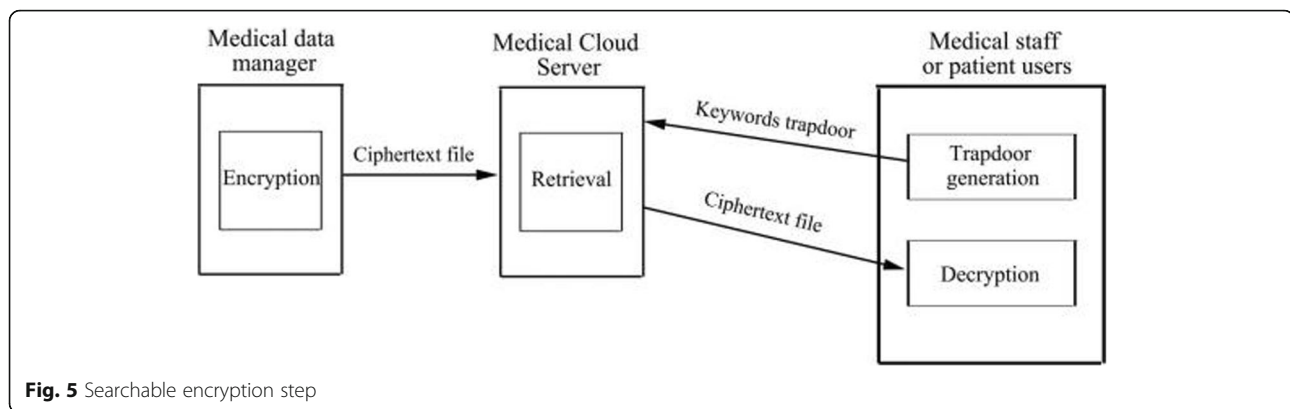 Medical data
manager
Encryption
Ciphertext file
Medical Cloud
Server
Retrieval
Keywords trapdoor
Ciphertext file
Medical staff
or patient users
Trapdoor
generation
Decryption
Fig. 5 Searchable encryption step